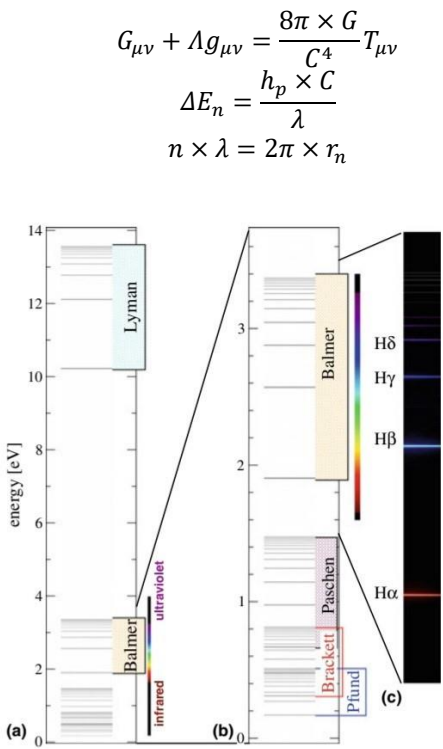 G_{μν} + Λg_{μν} = \frac{8π × G}{C^4} T_{μν}
ΔE_n = \frac{h_p × C}{λ}
n × λ = 2π × r_n
energy [eV]
14
12
10
8
6
4
2
0
Lyman
Balmer
ultraviolet
infrared
(a)
3
2
1
0
Balmer
Paschen
Brackett
Pfund
(b)
Hδ
Hγ
Hβ
Hα
(c)